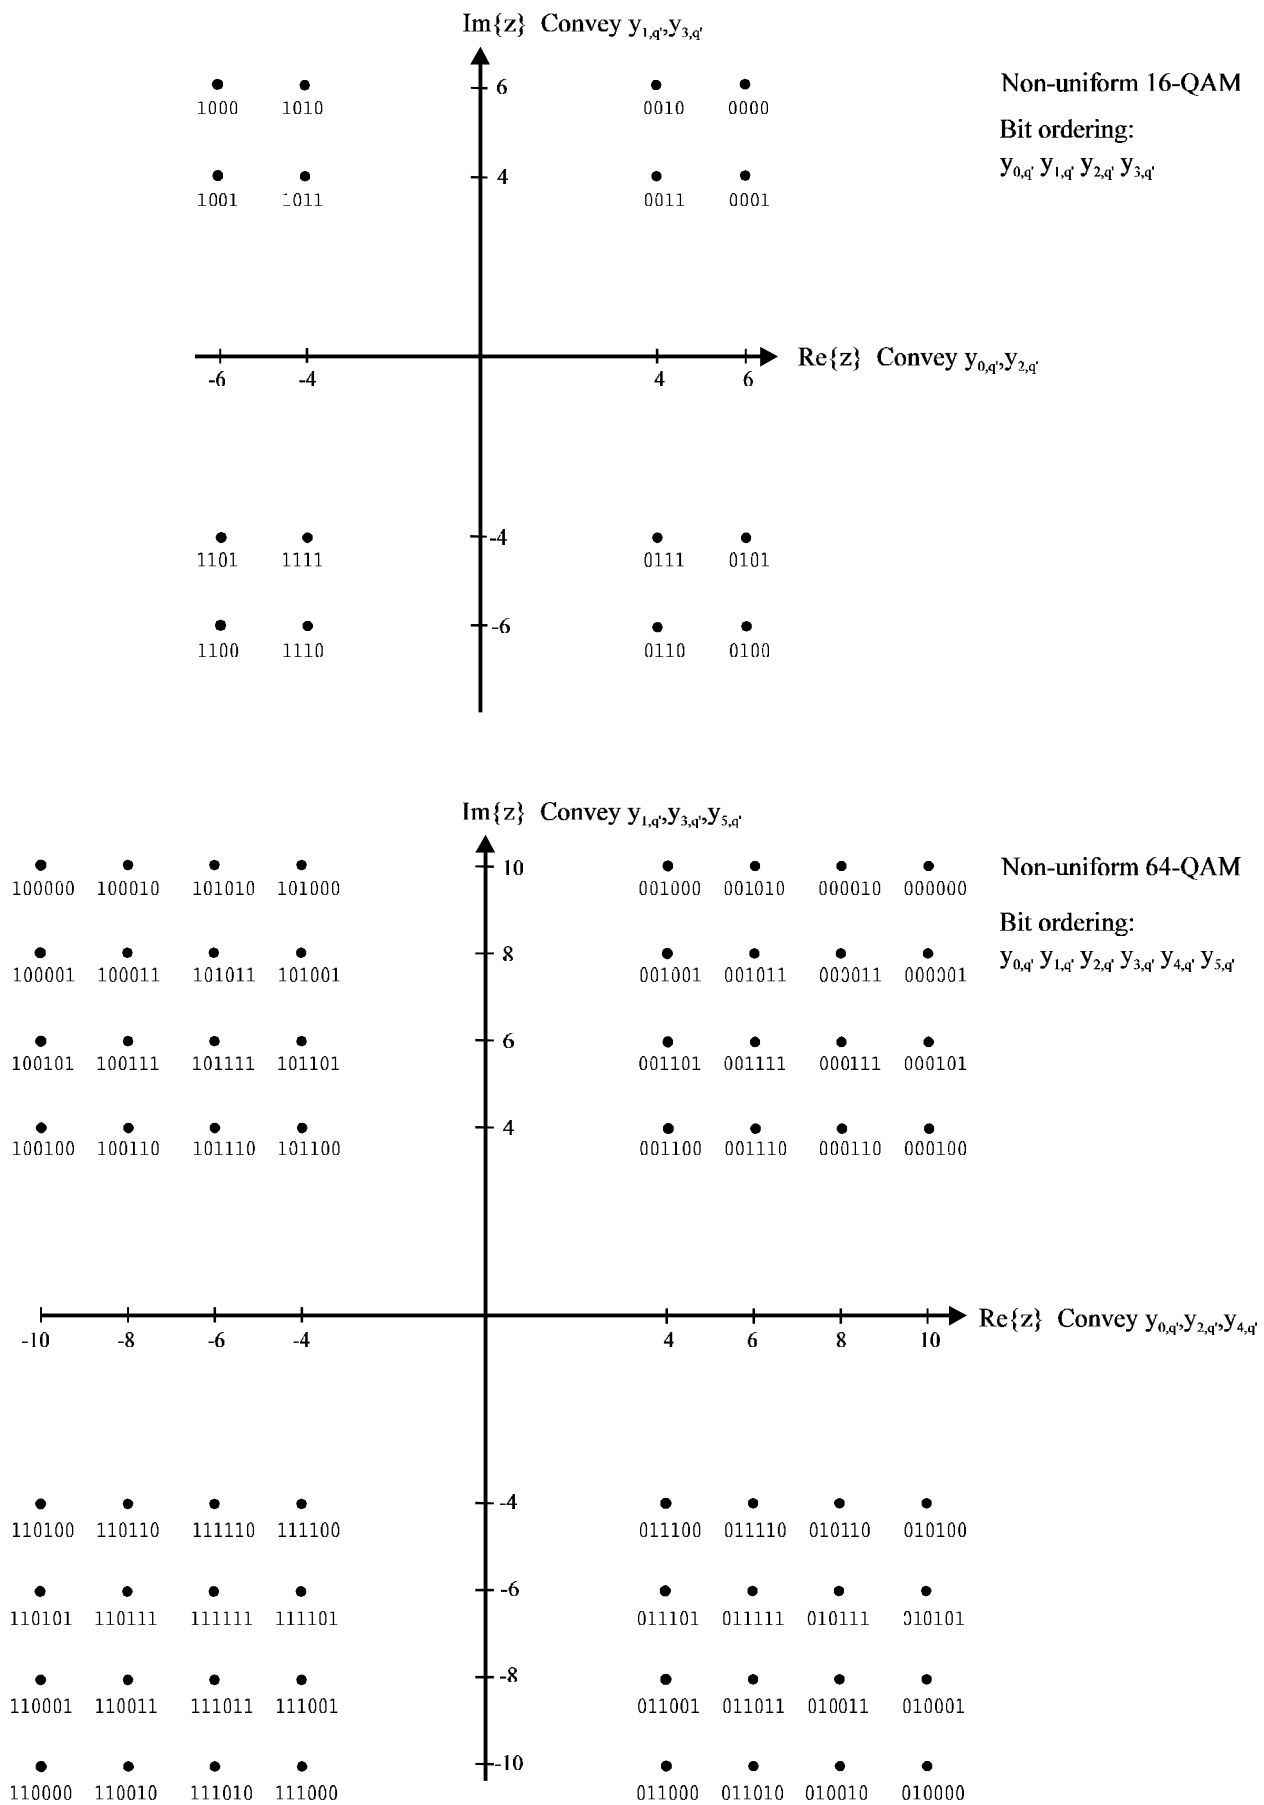 Im{z} Convey y1,q',y3,q'
6
Non-uniform 16-QAM
1000 1010 0010 0000
Bit ordering:
y0,q' y1,q' y2,q' y3,q'
4
1001 1011 0011 0001
Re{z} Convey y0,q',y2,q'
-6 -4 4 6
-4
1101 1111 0111 0101
-6
1100 1110 0110 0100
Im{z} Convey y1,q',y3,q',y5,q'
10
Non-uniform 64-QAM
100000 100010 101010 101000 001000 001010 000010 000000
Bit ordering:
y0,q' y1,q' y2,q' y3,q' y4,q' y5,q'
8
100001 100011 101011 101001 001001 001011 000011 000001
6
100101 100111 101111 101101 001101 001111 000111 000101
4
100100 100110 101110 101100 001100 001110 000110 000100
Re{z} Convey y0,q',y2,q',y4,q'
-10 -8 -6 -4 4 6 8 10
-4
110100 110110 111110 111100 011100 011110 010110 010100
-6
110101 110111 111111 111101 011101 011111 010111 010101
-8
110001 110011 111011 111001 011001 011011 010011 010001
-10
110000 110010 111010 111000 011000 011010 010010 010000